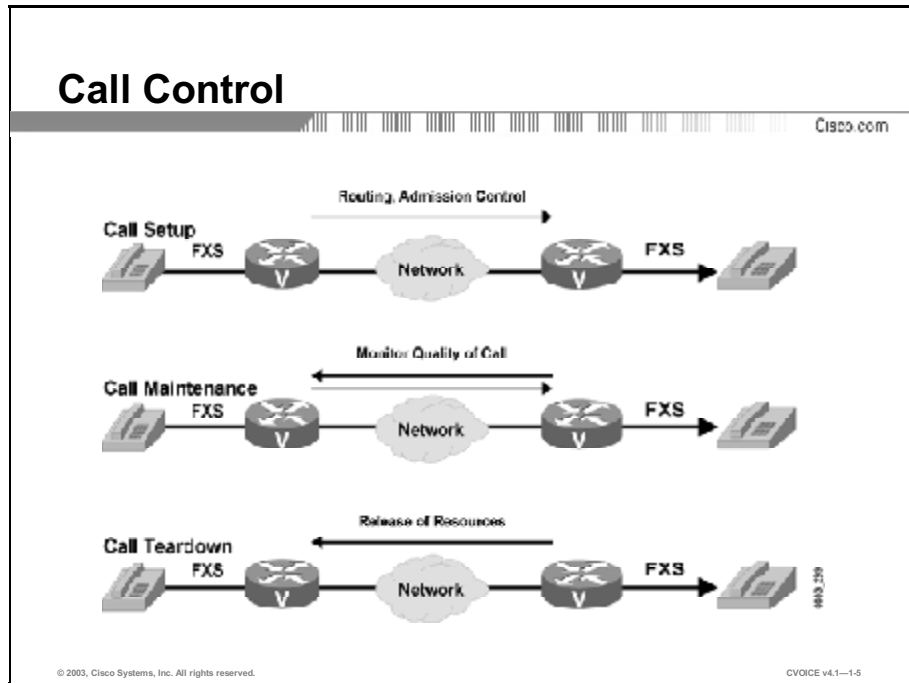 Call Control
Cisco.com
Routing, Admission Control
Call Setup
FXS
FXS
V
Network
V
Monitor Quality of Call
Call Maintenance
FXS
FXS
V
Network
V
Release of Resources
Call Teardown
FXS
FXS
V
Network
V
© 2003, Cisco Systems, Inc. All rights reserved.
CVOICE v4.1—1-5